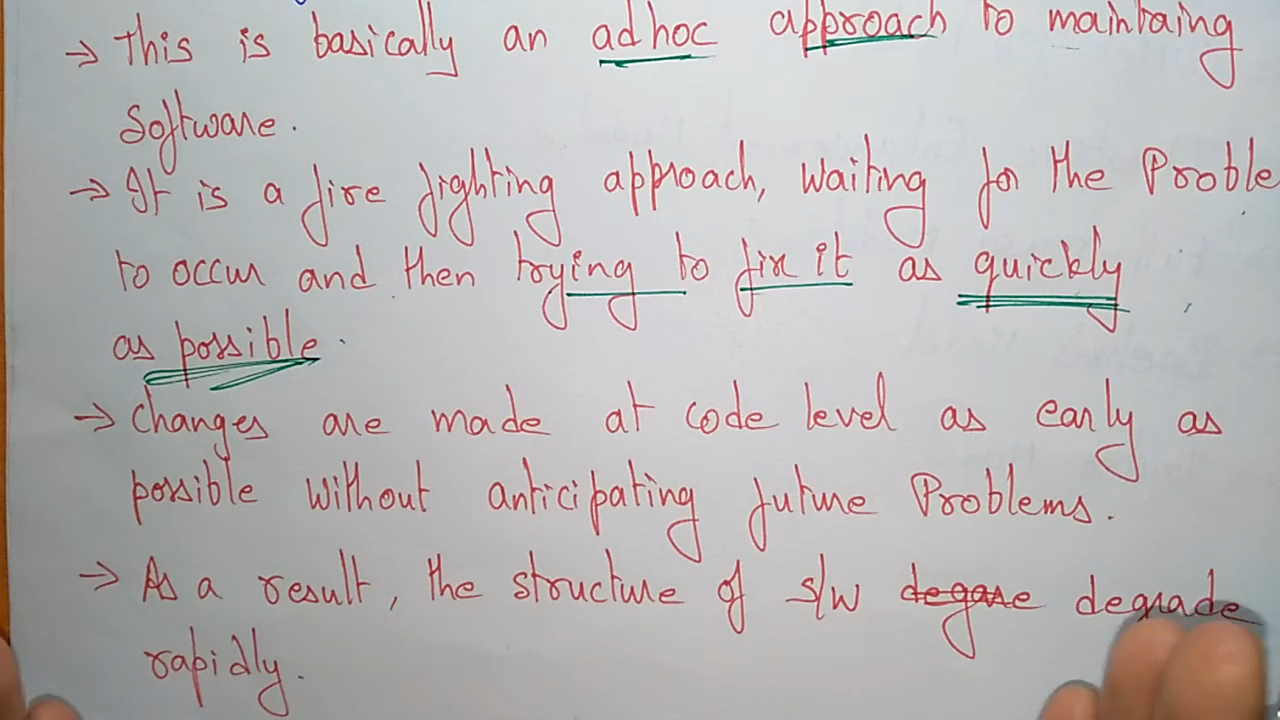 → This is basically an adhoc approach to maintaing
Software.
→ It is a fire fighting approach, waiting for the Proble
to occur and then trying to fix it as quickly
as possible.
→ Changes are made at code level as early as
possible without anticipating future Problems.
→ As a result, the structure of s/w degare degrade
rapidly.